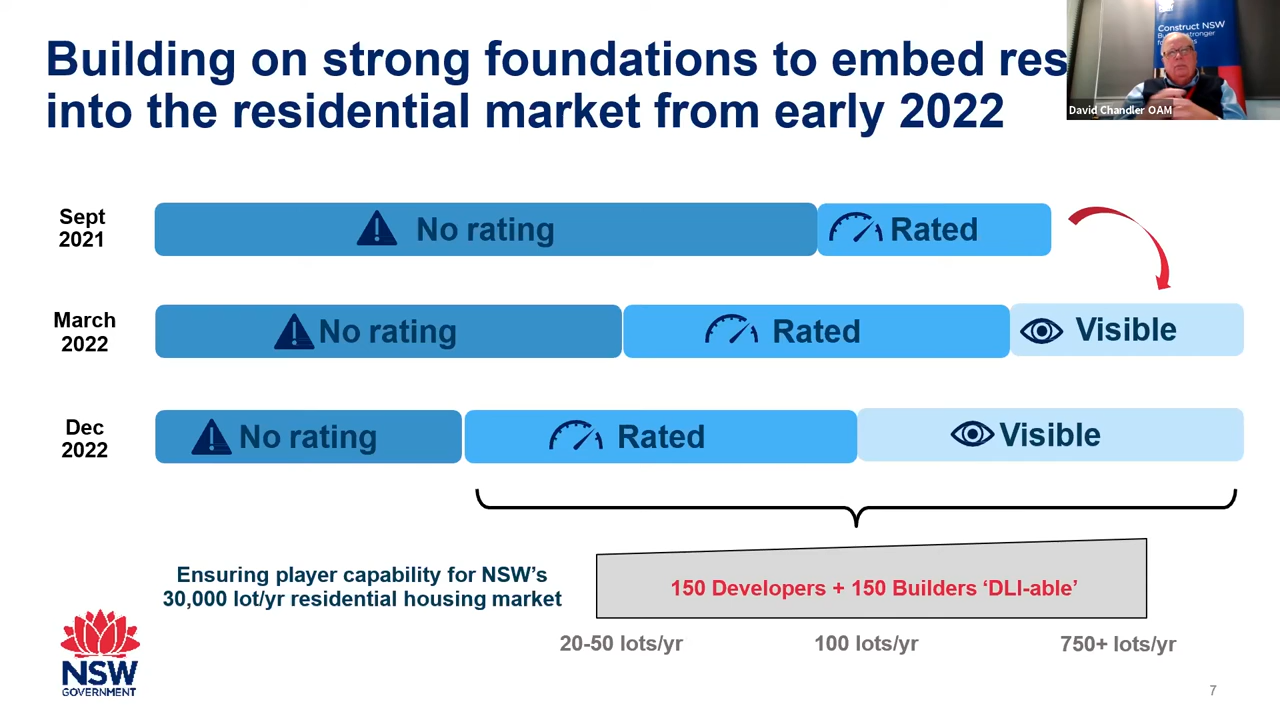 Building on strong foundations to embed res
into the residential market from early 2022
Construct NSW
David Chandler OAM
Sept
2021
No rating
Rated
March
2022
No rating
Rated
Visible
Dec
2022
No rating
Rated
Visible
Ensuring player capability for NSW’s
30,000 lot/yr residential housing market
150 Developers + 150 Builders ‘DLI-able’
20-50 lots/yr
100 lots/yr
750+ lots/yr
NSW
GOVERNMENT
7